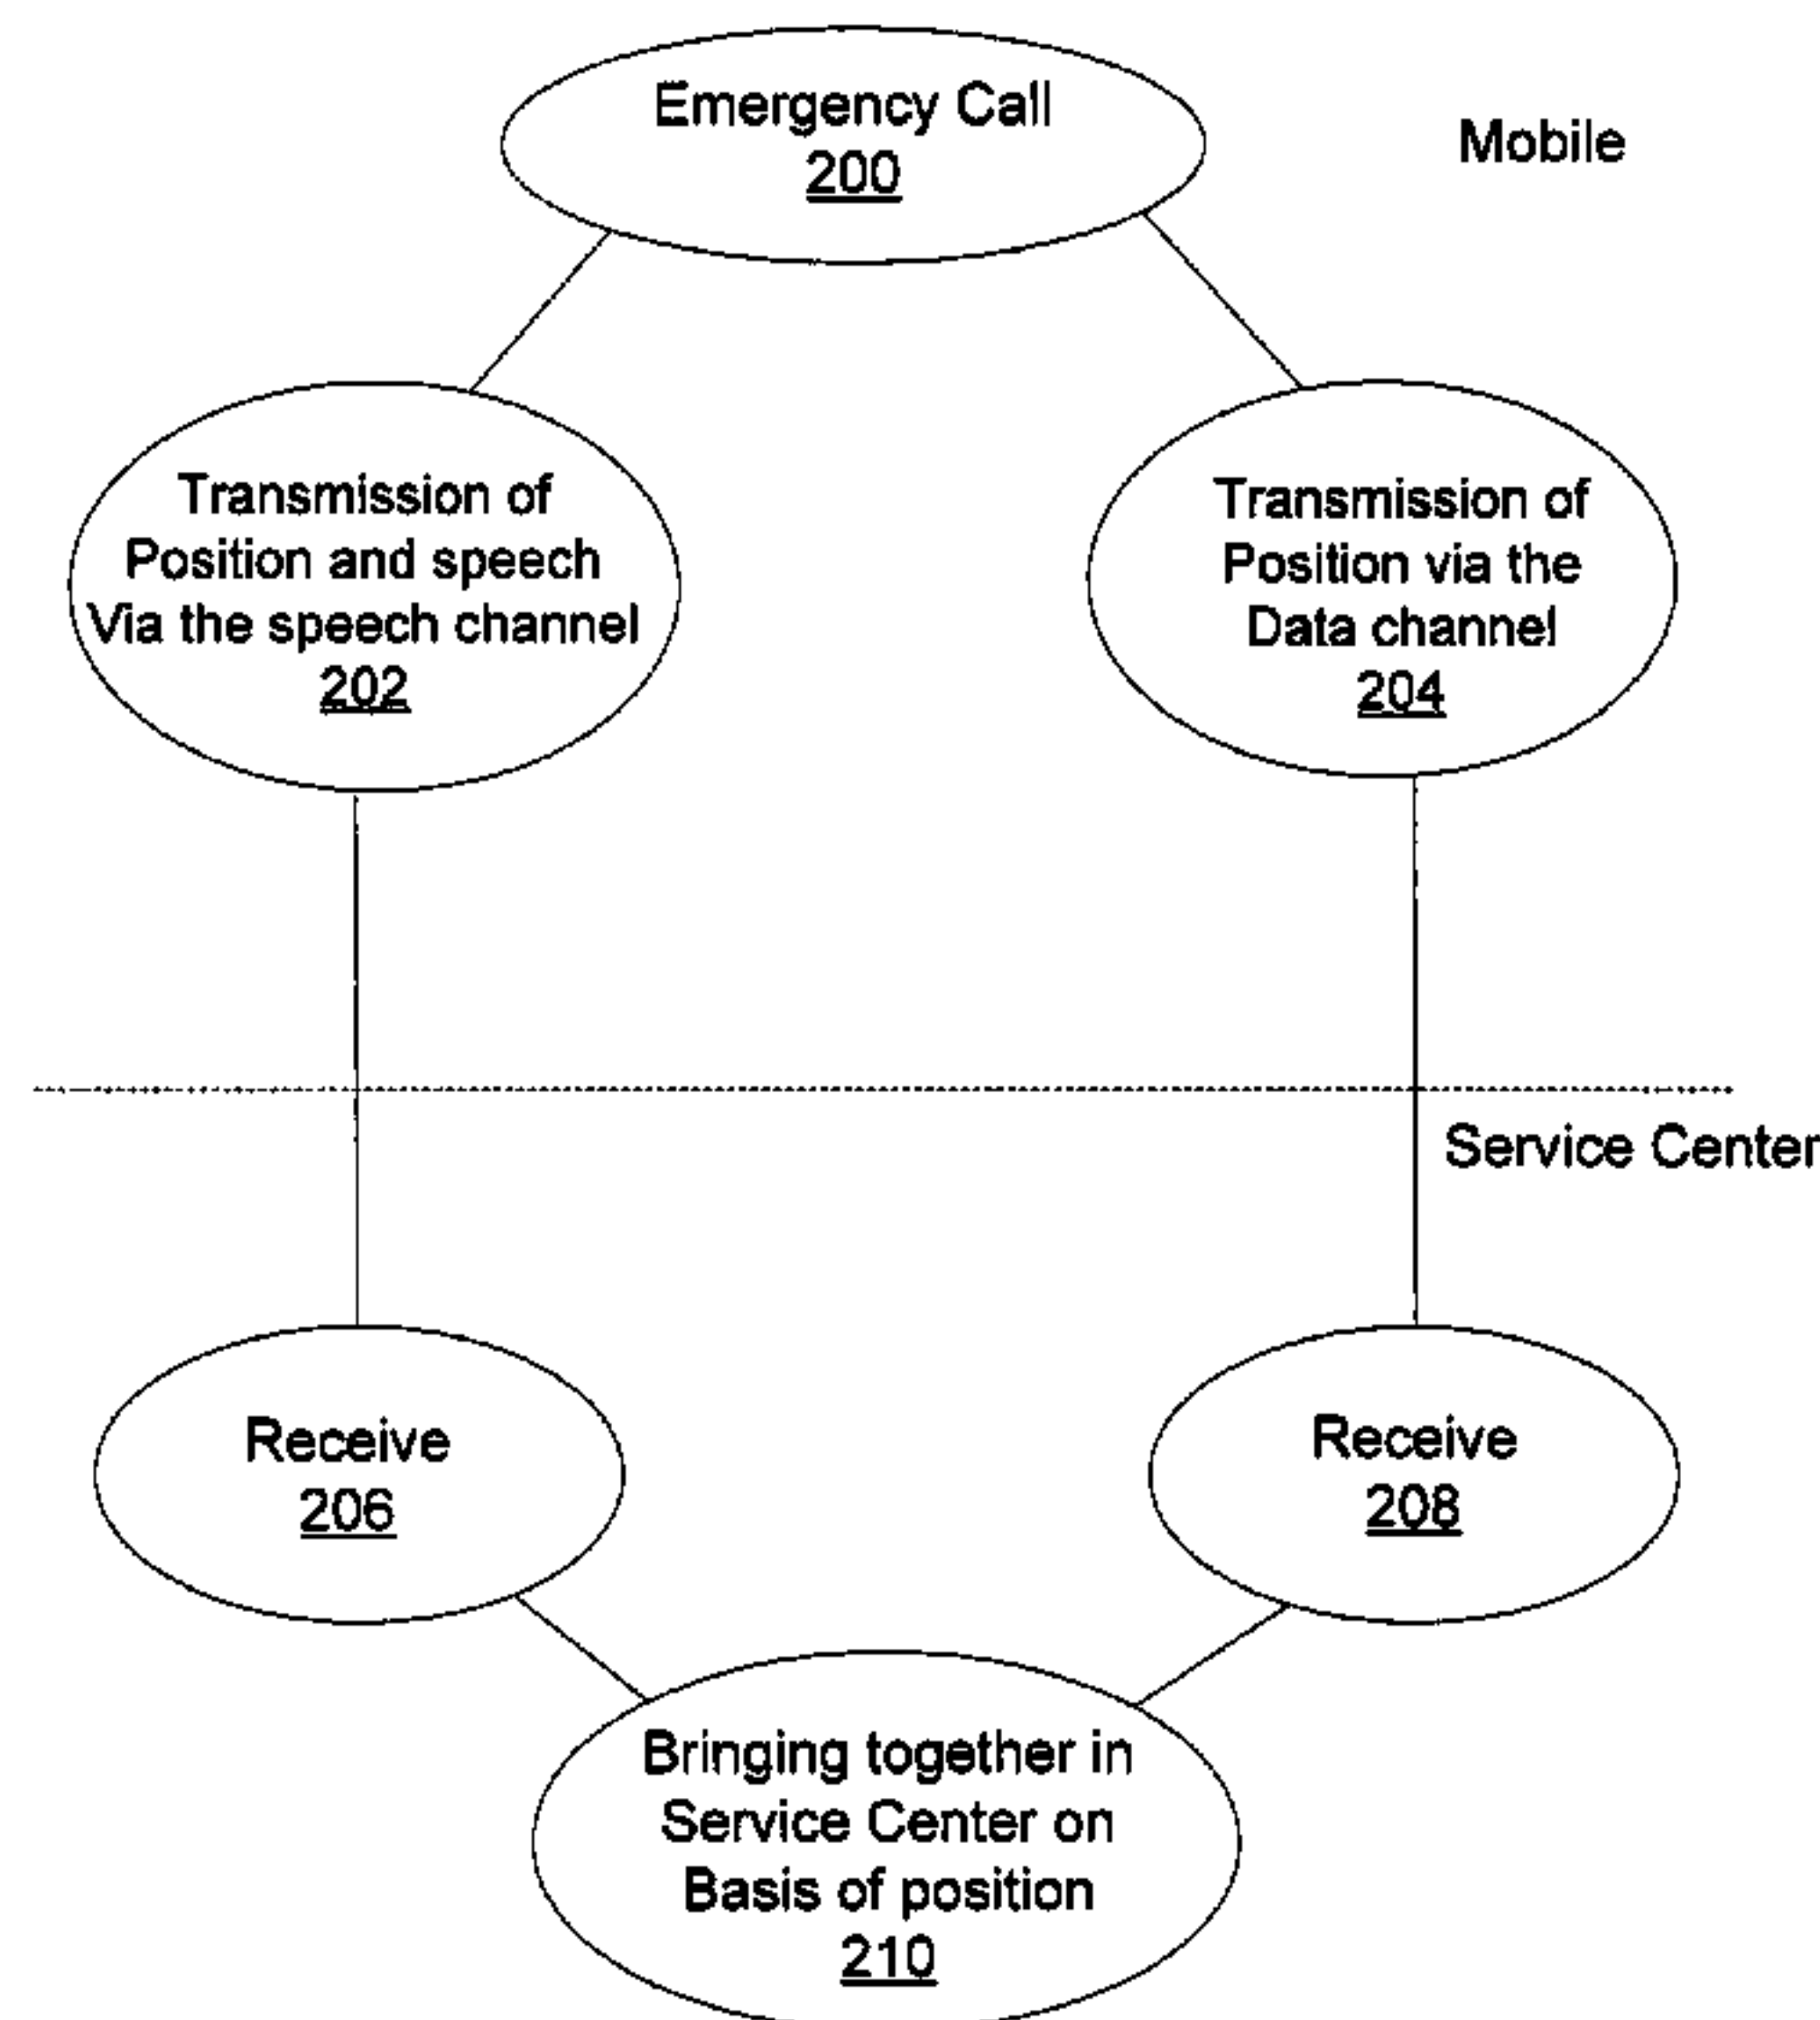 Emergency Call
200
Mobile
Transmission of
Position and speech
Via the speech channel
202
Transmission of
Position via the
Data channel
204
Service Center
Receive
206
Receive
208
Bringing together in
Service Center on
Basis of position
210